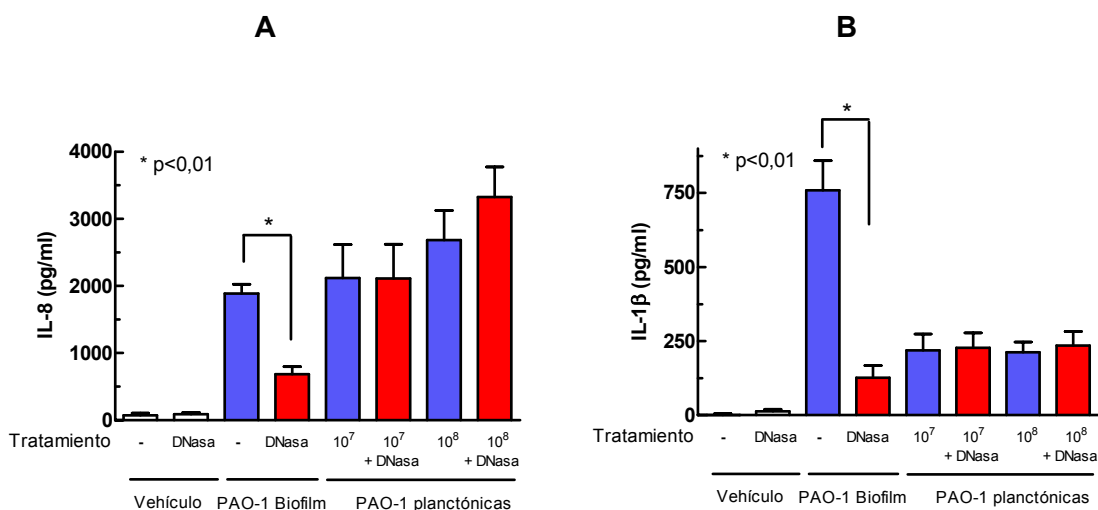 A
4000
3000
2000
1000
0
IL-8 (pg/ml)
* p<0,01
*
Tratamiento - DNasa - DNasa 10⁷ 10⁷ + DNasa 10⁸ 10⁸ + DNasa
Vehículo PAO-1 Biofilm PAO-1 planctónicas
B
*
750
500
250
0
IL-1β (pg/ml)
* p<0,01
Tratamiento - DNasa - DNasa 10⁷ 10⁷ + DNasa 10⁸ 10⁸ + DNasa
Vehículo PAO-1 Biofilm PAO-1 planctónicas